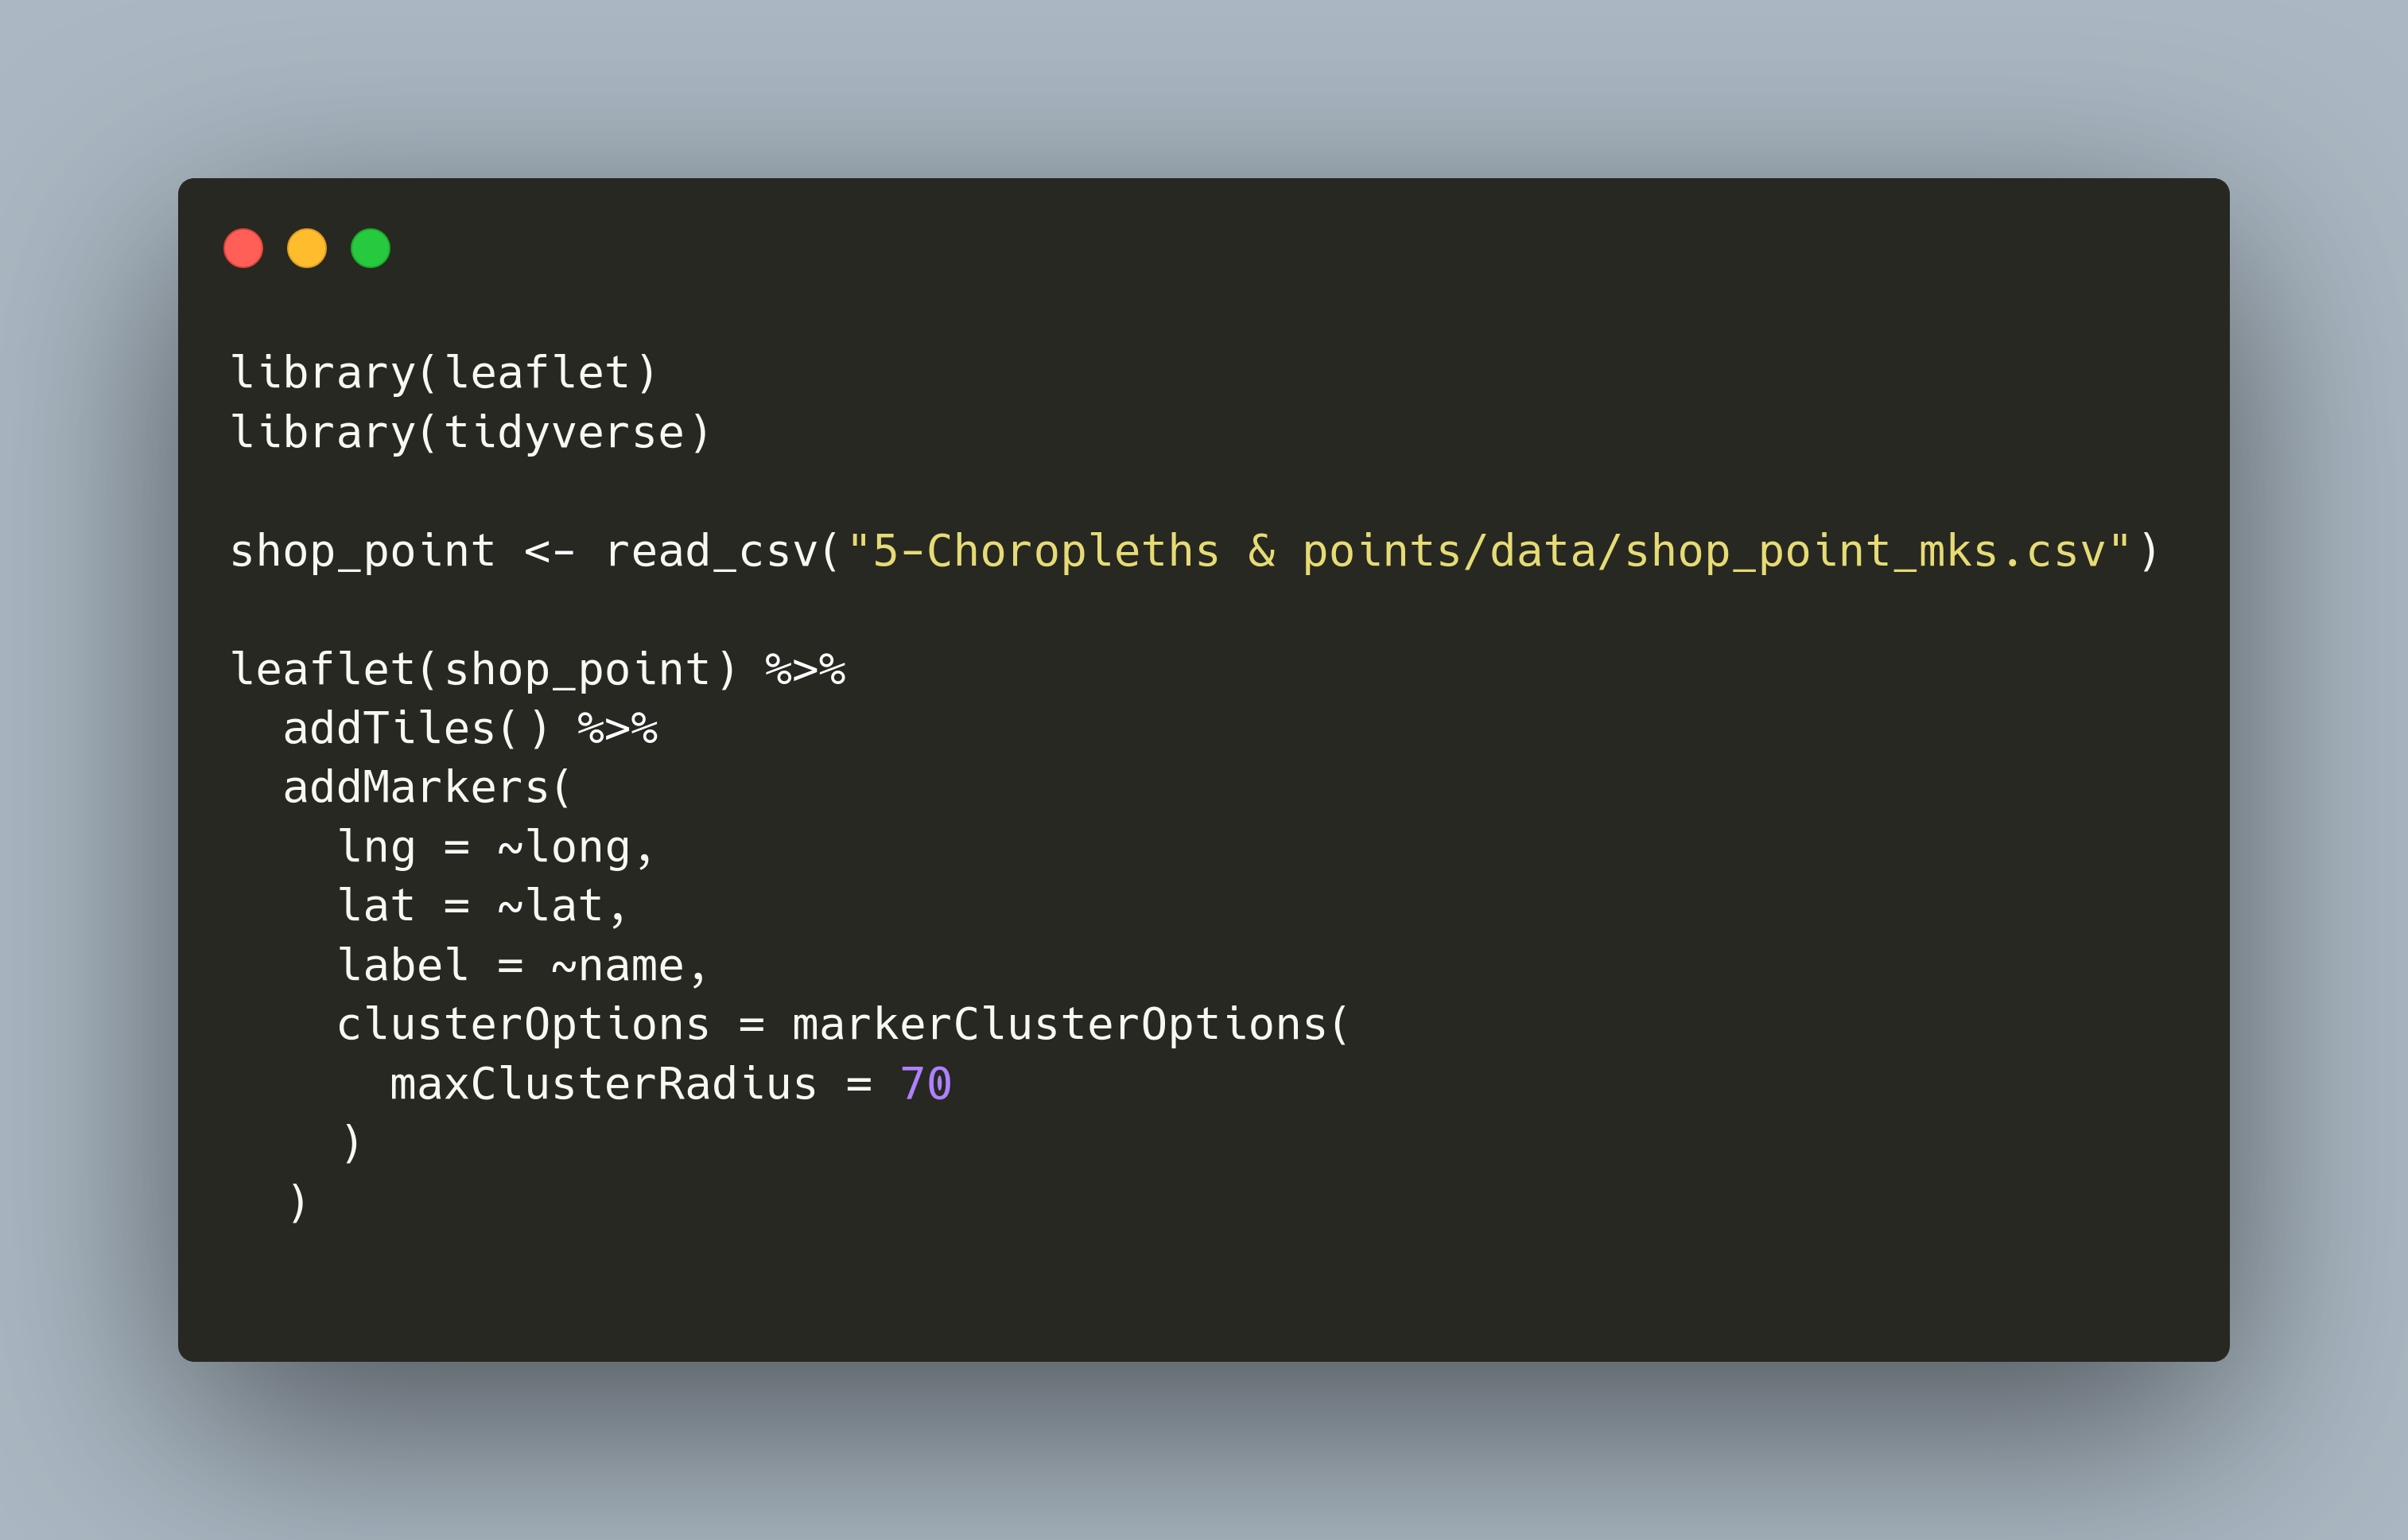 library(leaflet)
library(tidyverse)
shop_point <- read_csv("5-Choropleths & points/data/shop_point_mks.csv")
leaflet(shop_point) %>%
  addTiles() %>%
  addMarkers(
    lng = ~long,
    lat = ~lat,
    label = ~name,
    clusterOptions = markerClusterOptions(
      maxClusterRadius = 70
    )
  )